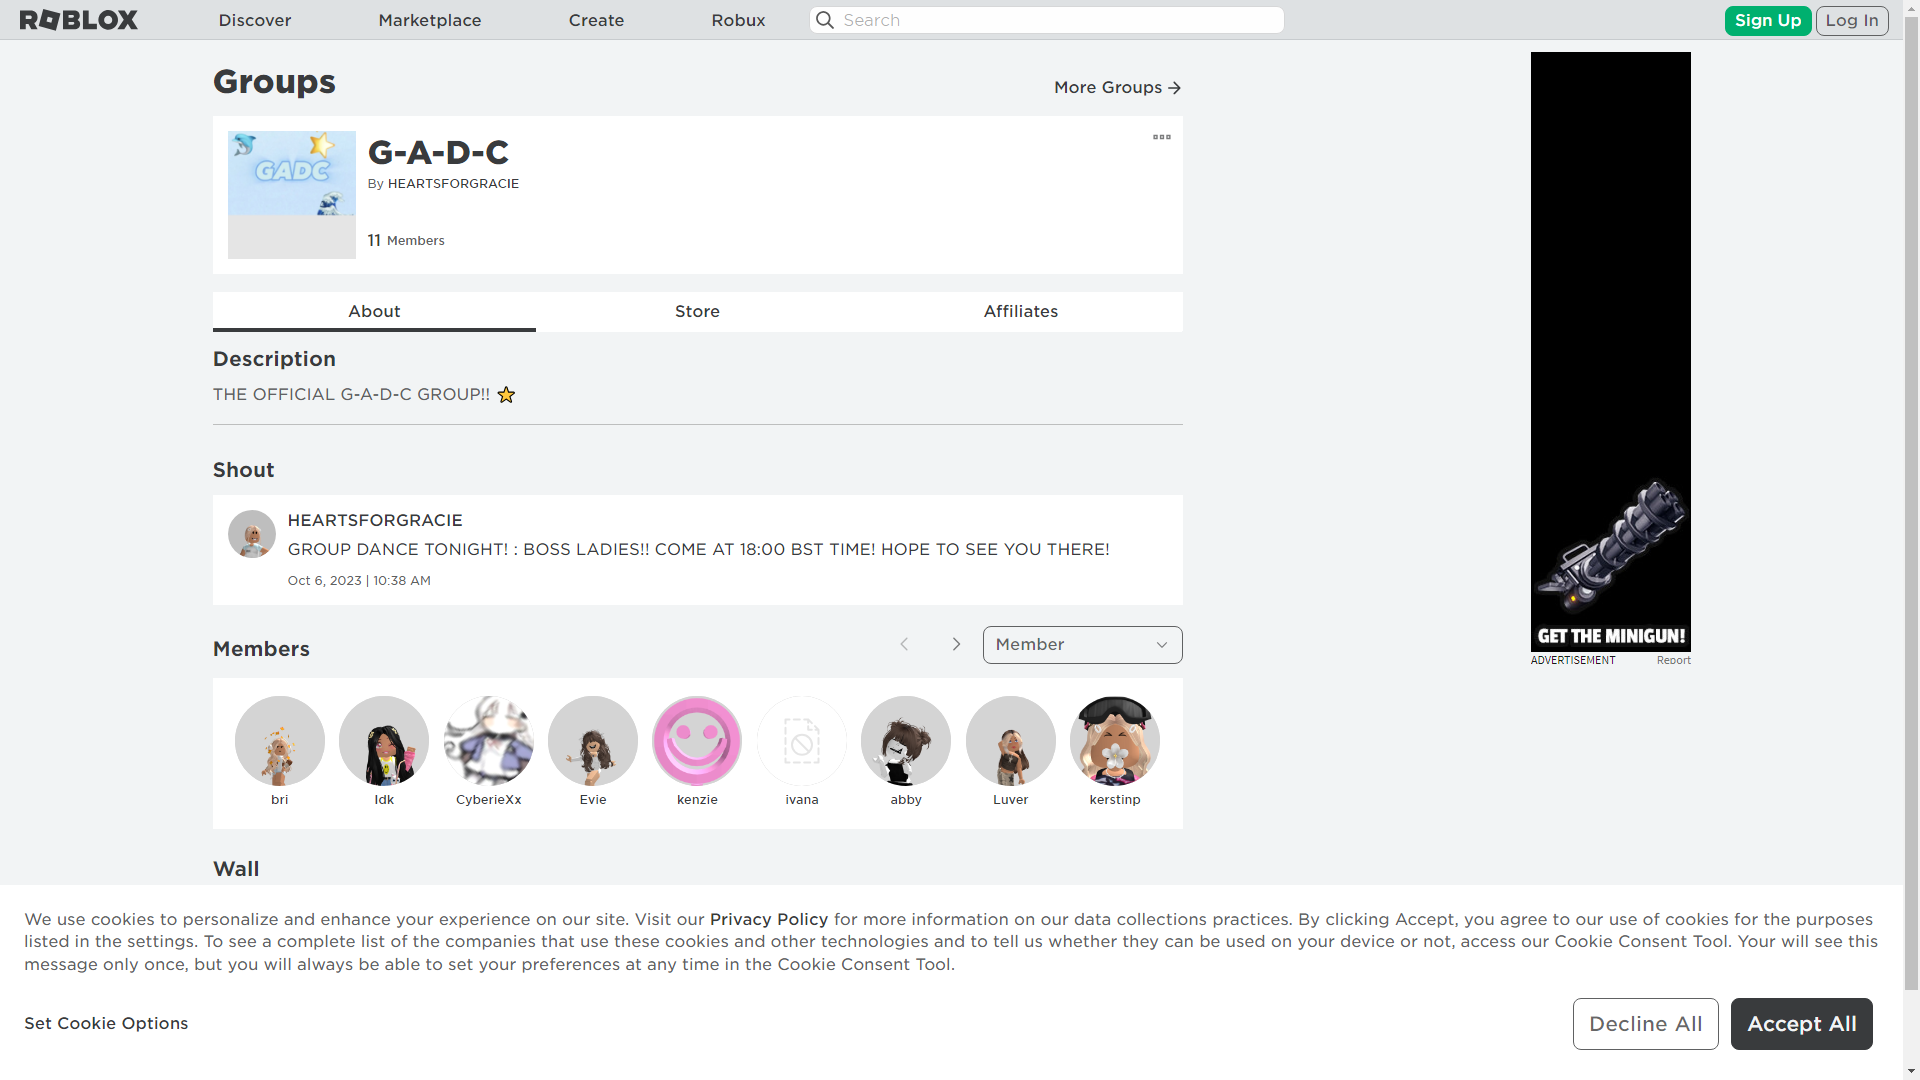 ROBLOX
Discover
Marketplace
Create
Robux
Search
Sign Up
Log In
Groups
More Groups
GADC
G-A-D-C
By HEARTSFORGRACIE
11 Members
About
Store
Affiliates
Description
THE OFFICIAL G-A-D-C GROUP!! ⭐
Shout
HEARTSFORGRACIE
GROUP DANCE TONIGHT! : BOSS LADIES!! COME AT 18:00 BST TIME! HOPE TO SEE YOU THERE!
Oct 6, 2023 | 10:38 AM
GET THE MINIGUN!
ADVERTISEMENT
Report
Members
Member
bri
Idk
CyberieXx
Evie
kenzie
ivana
abby
Luver
kerstinp
Wall
We use cookies to personalize and enhance your experience on our site. Visit our Privacy Policy for more information on our data collections practices. By clicking Accept, you agree to our use of cookies for the purposes
listed in the settings. To see a complete list of the companies that use these cookies and other technologies and to tell us whether they can be used on your device or not, access our Cookie Consent Tool. Your will see this
message only once, but you will always be able to set your preferences at any time in the Cookie Consent Tool.
Set Cookie Options
Decline All
Accept All